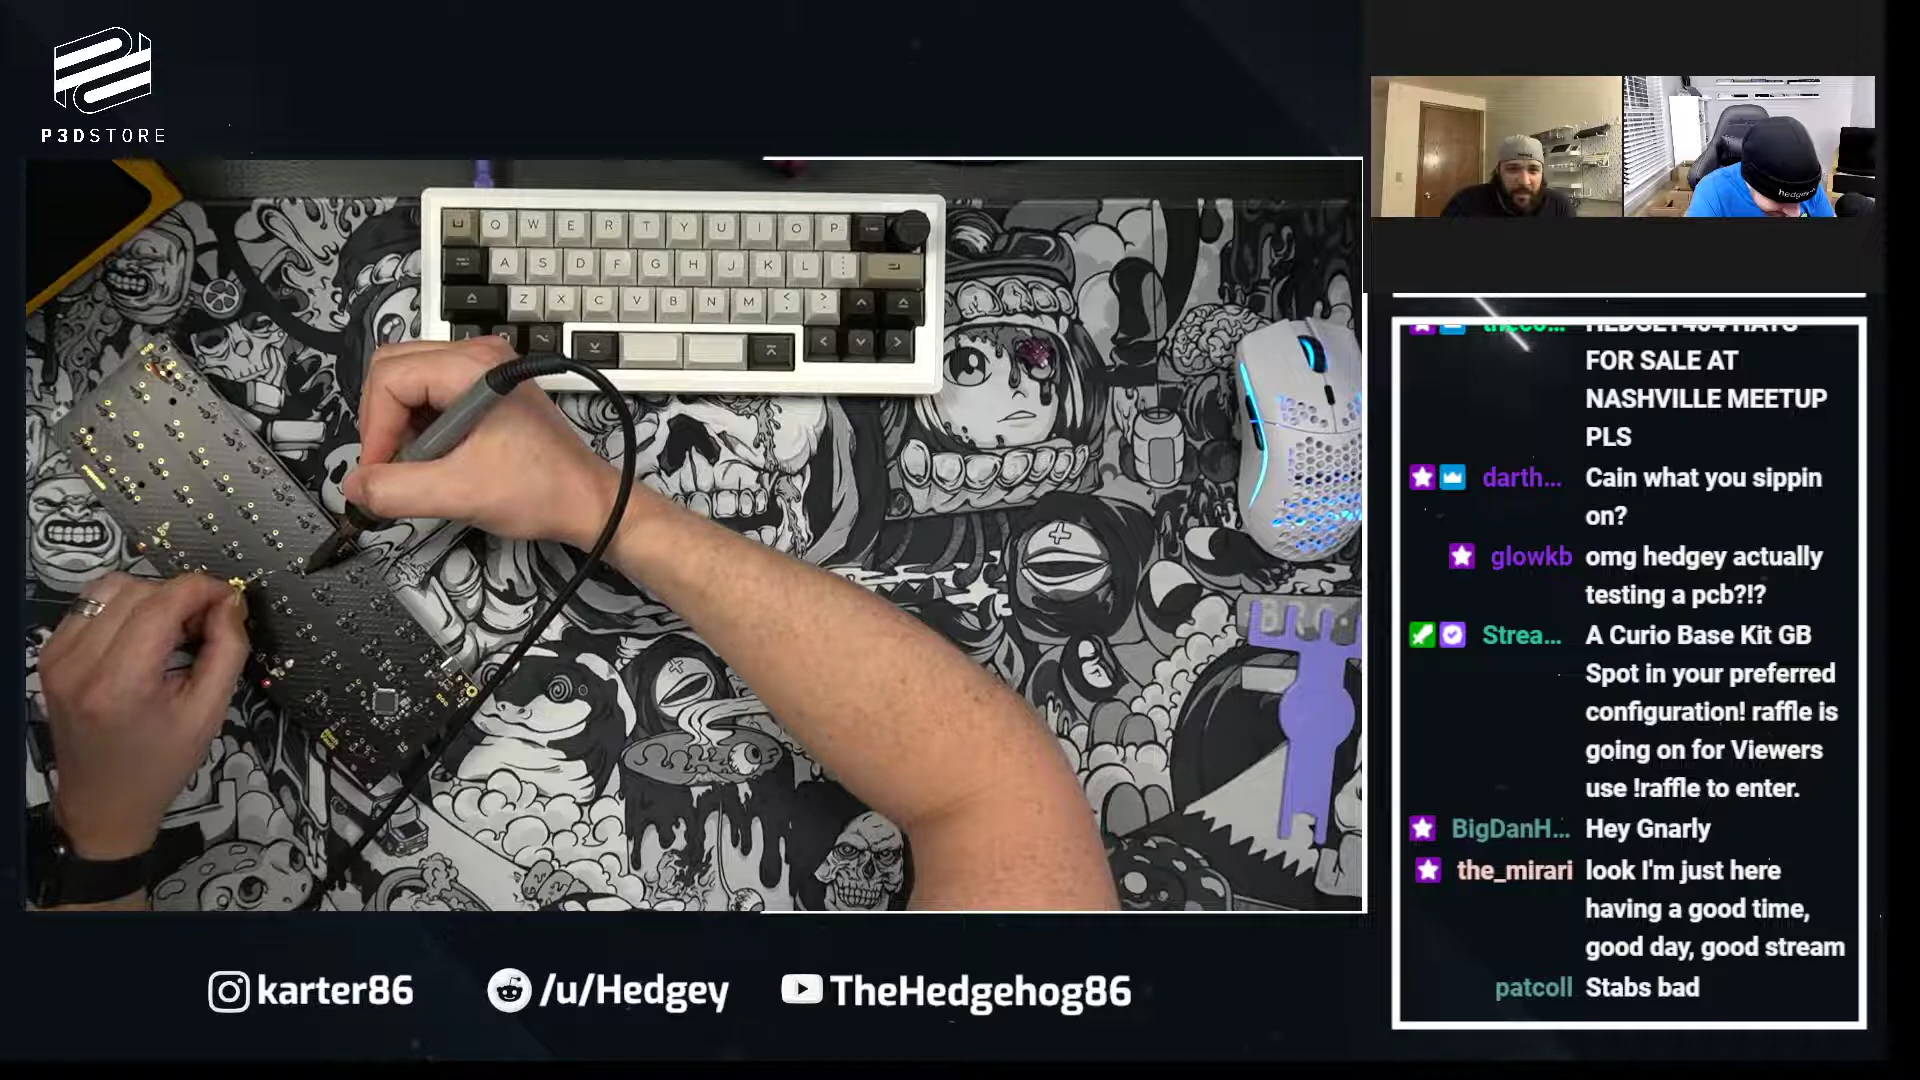 P3DSTORE
Q W E R T Y U I O P
A S D F G H J K L
Z X C V B N M < >
< >
hedgey
HEDGEY404 HATS
FOR SALE AT
NASHVILLE MEETUP
PLS
darth... Cain what you sippin
on?
glowkb omg hedgey actually
testing a pcb?!?
Strea... A Curio Base Kit GB
Spot in your preferred
configuration! raffle is
going on for Viewers
use !raffle to enter.
BigDanH... Hey Gnarly
the_mirari look I'm just here
having a good time,
good day, good stream
patcoll Stabs bad
karter86
/u/Hedgey
TheHedgehog86